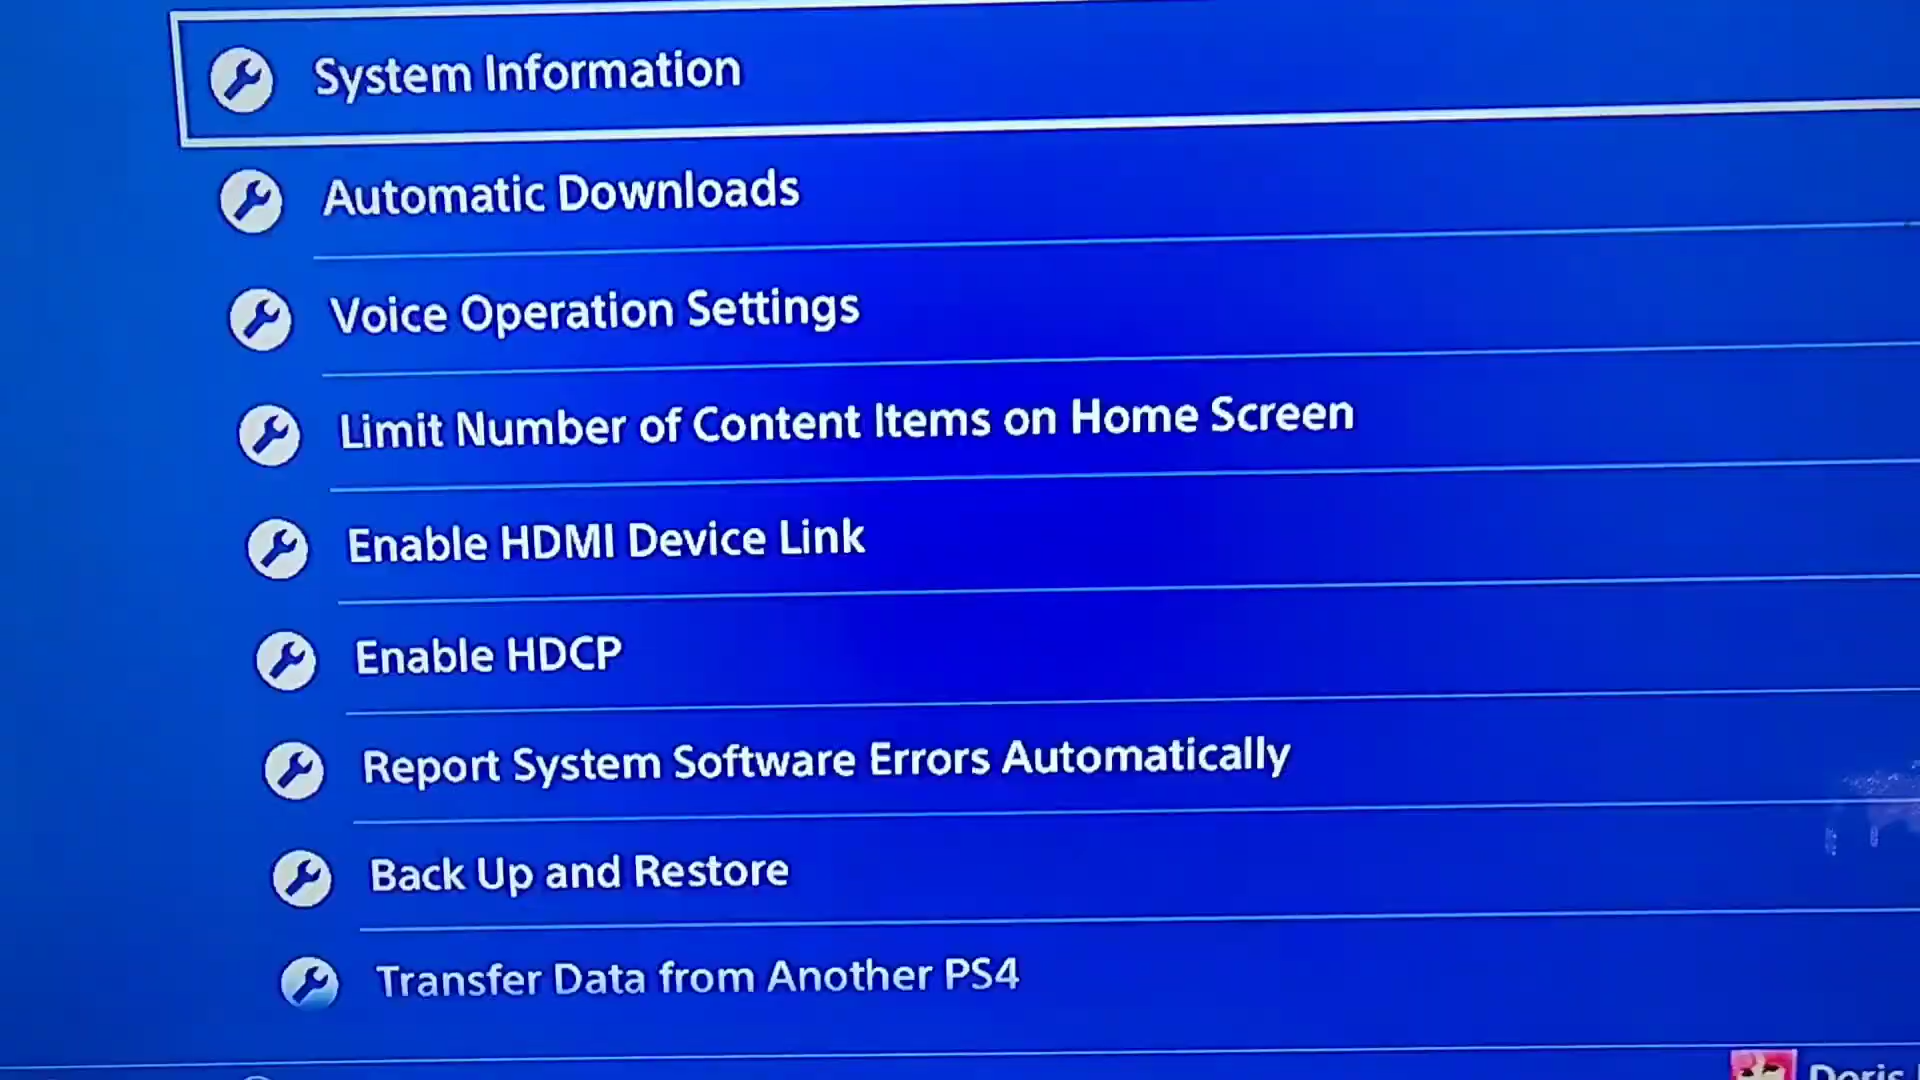 System Information
Automatic Downloads
Voice Operation Settings
Limit Number of Content Items on Home Screen
Enable HDMI Device Link
Enable HDCP
Report System Software Errors Automatically
Back Up and Restore
Transfer Data from Another PS4
Doris